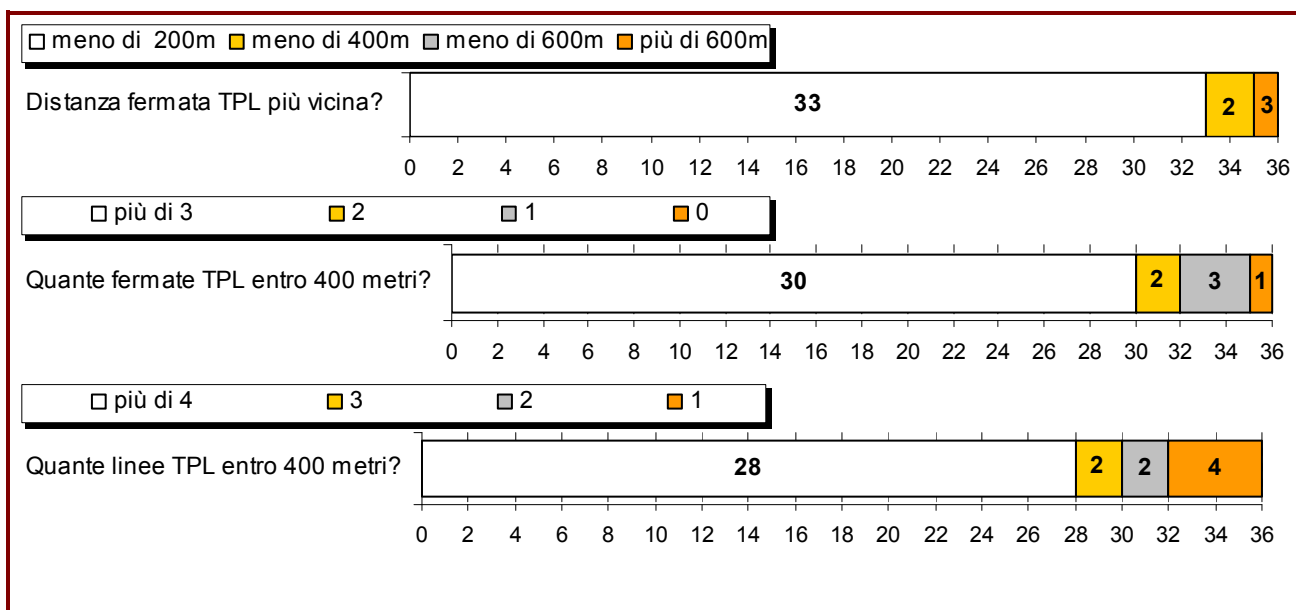 meno di 200m meno di 400m meno di 600m più di 600m
Distanza fermata TPL più vicina?
33 2 3
0 2 4 6 8 10 12 14 16 18 20 22 24 26 28 30 32 34 36
più di 3 2 1 0
Quante fermate TPL entro 400 metri?
30 2 3 1
0 2 4 6 8 10 12 14 16 18 20 22 24 26 28 30 32 34 36
più di 4 3 2 1
Quante linee TPL entro 400 metri?
28 2 2 4
0 2 4 6 8 10 12 14 16 18 20 22 24 26 28 30 32 34 36